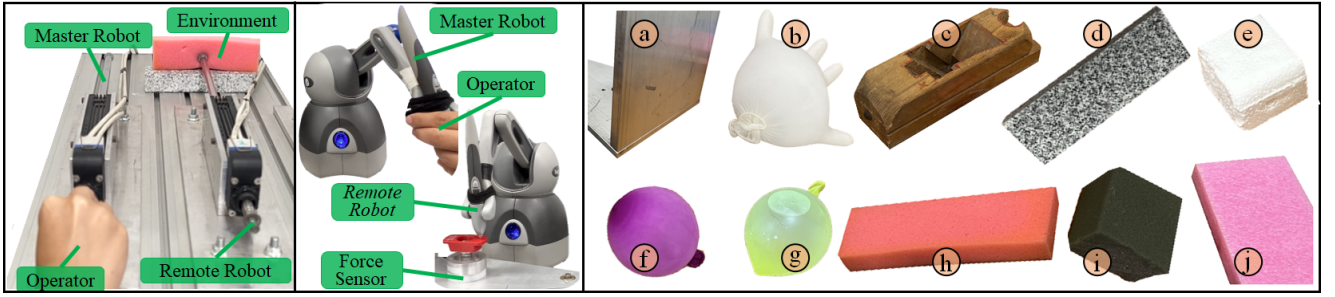 Master Robot
Environment
Operator
Remote Robot
Master Robot
Operator
Remote
Robot
Force
Sensor
a
b
c
d
e
f
g
h
i
j